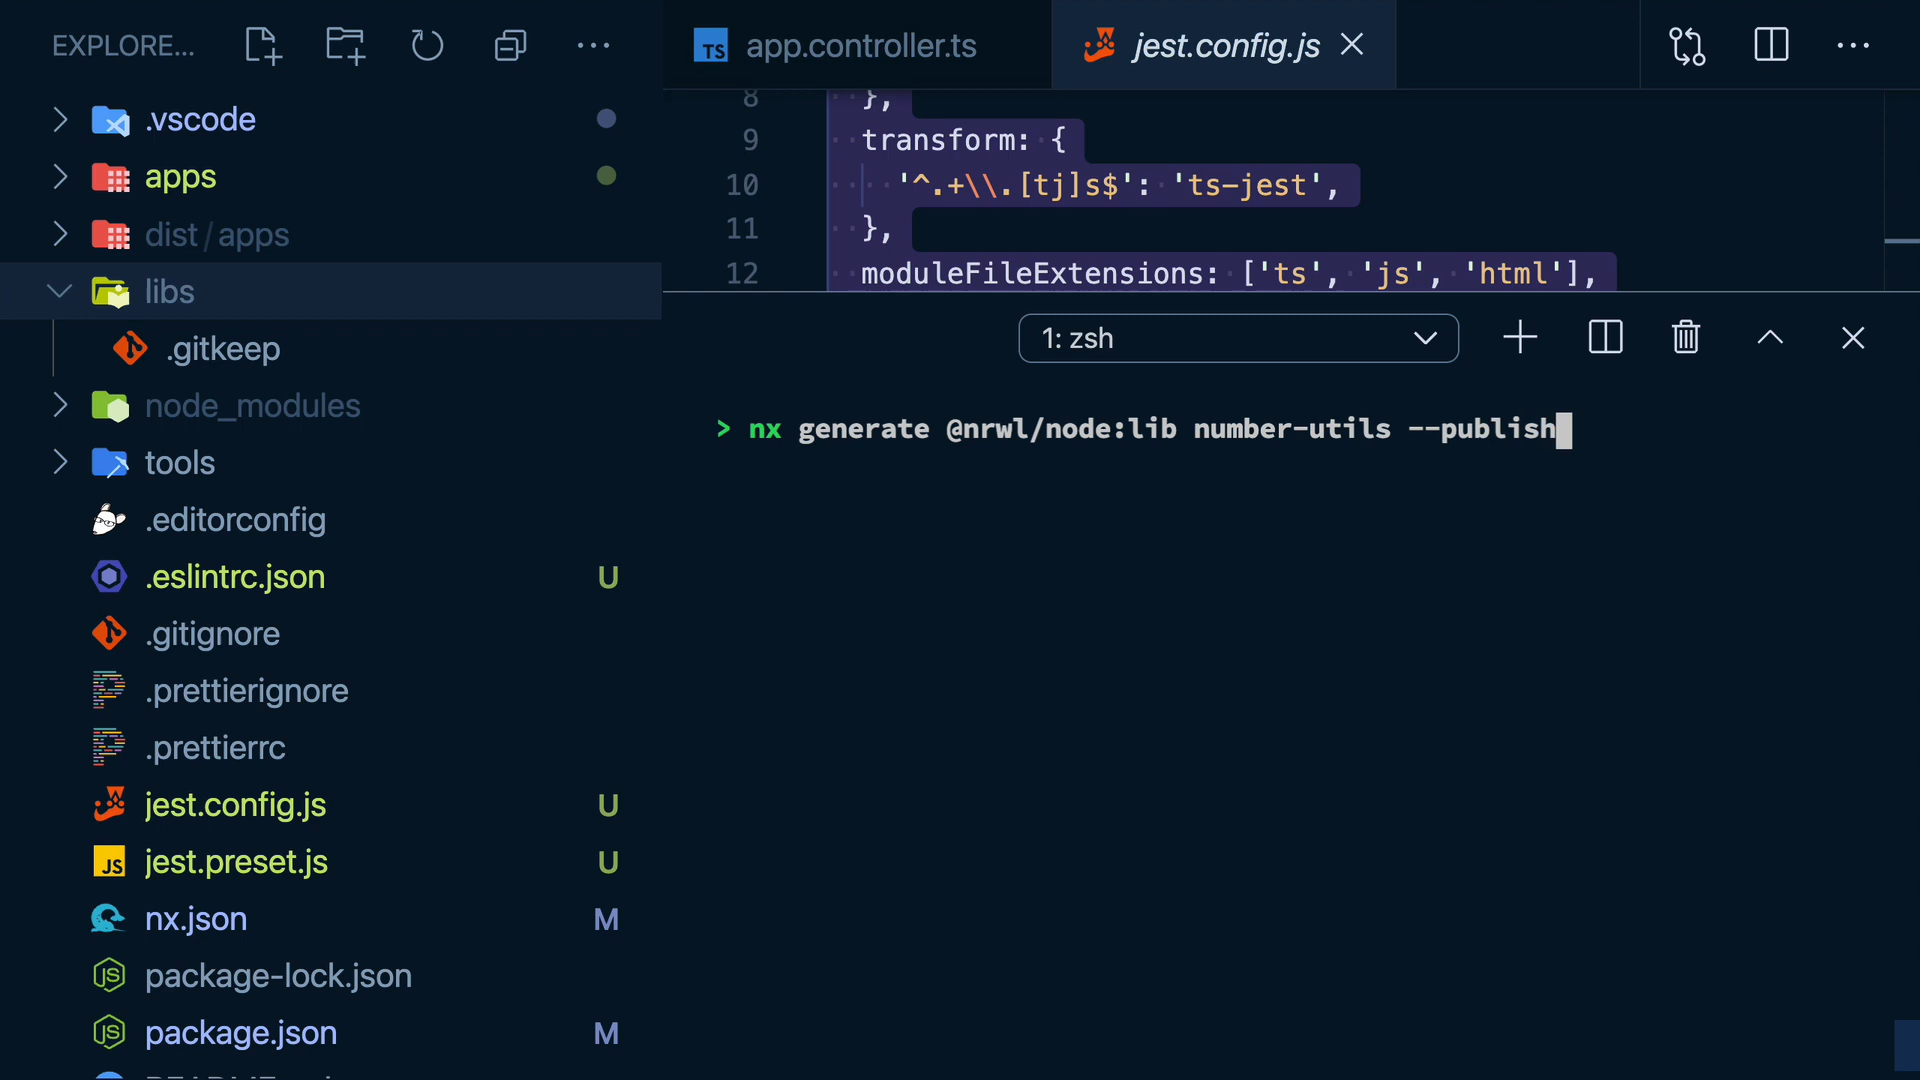 EXPLORE...
.vscode
apps
dist/apps
libs
.gitkeep
node_modules
tools
.editorconfig
.eslintrc.json U
.gitignore
.prettierignore
.prettierrc
jest.config.js U
jest.preset.js U
nx.json M
package-lock.json
package.json M
TS app.controller.ts
jest.config.js
8 },
9 transform: {
10 '^.+\\.[tj]s$': 'ts-jest',
11 },
12 moduleFileExtensions: ['ts', 'js', 'html'],
1: zsh
> nx generate @nrwl/node:lib number-utils --publish